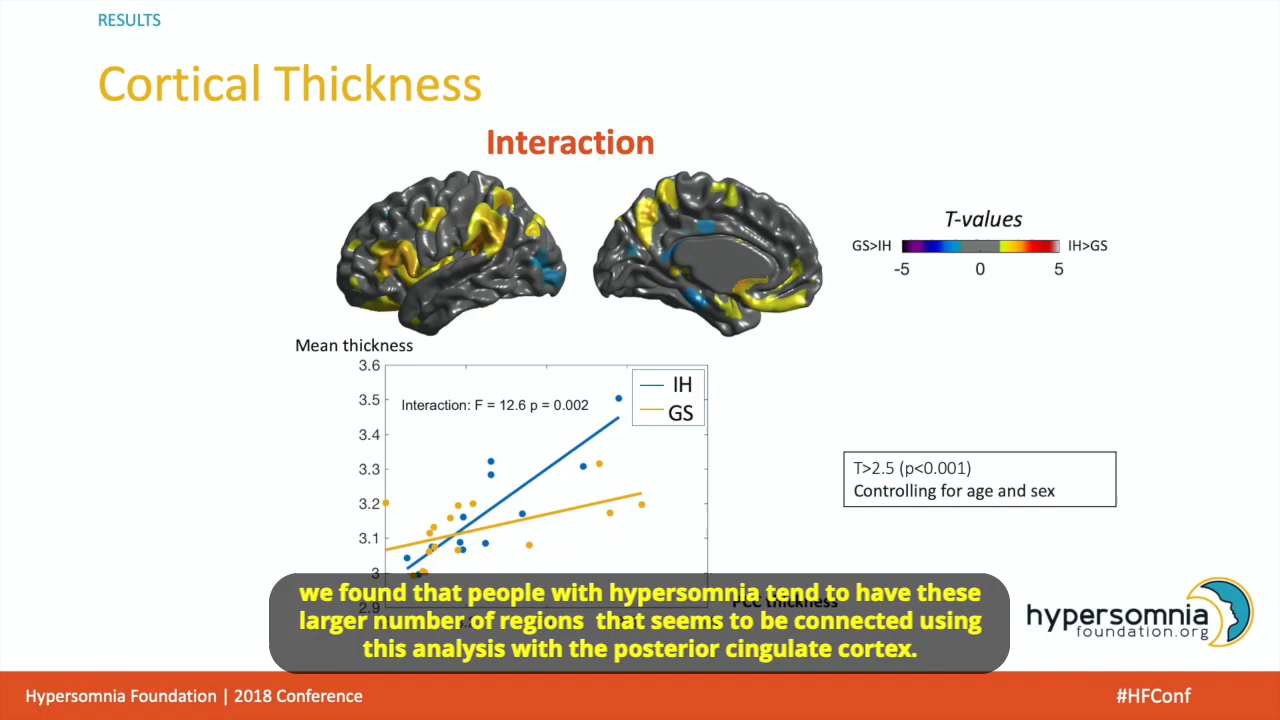 RESULTS
Cortical Thickness
Interaction
T-values
GS>IH
IH>GS
-5
0
5
Mean thickness
3.6
3.5
3.4
3.3
3.2
3.1
3
2.9
Interaction: F = 12.6 p = 0.002
IH
GS
PCC thickness
T>2.5 (p<0.001)
Controlling for age and sex
we found that people with hypersomnia tend to have these
larger number of regions that seems to be connected using
this analysis with the posterior cingulate cortex.
hypersomnia
foundation.org
Hypersomnia Foundation | 2018 Conference
#HFConf